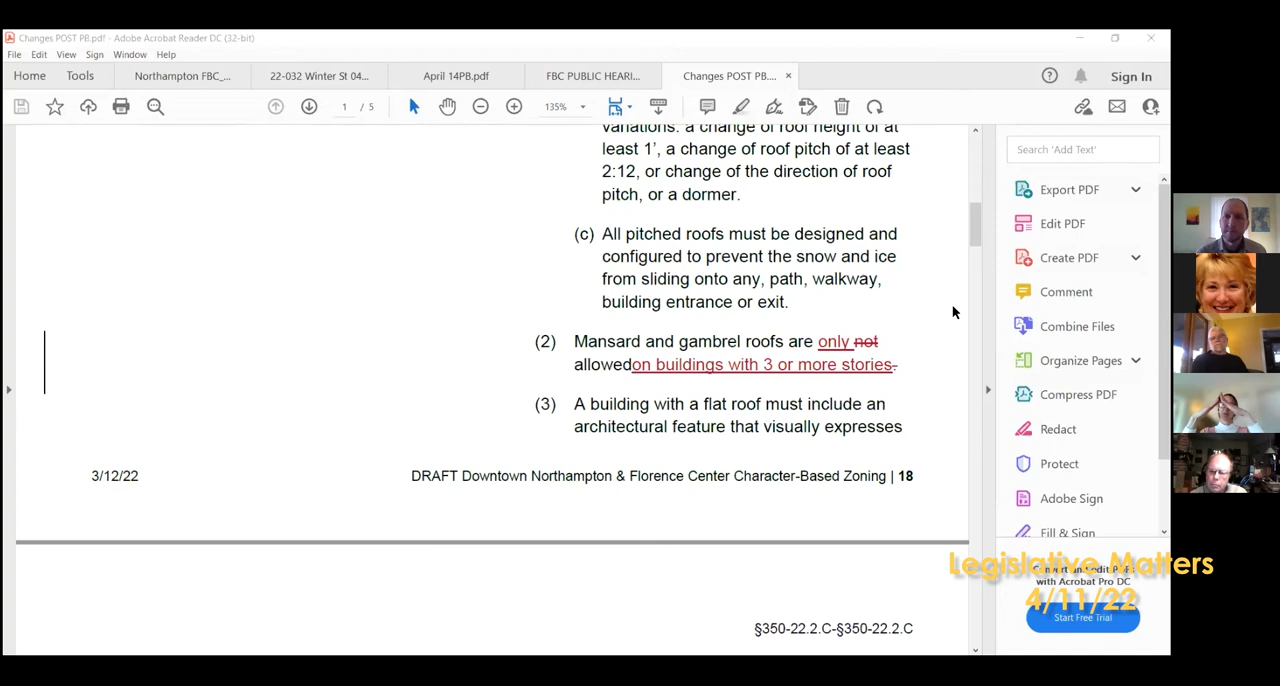 Changes POST PB.pdf - Adobe Acrobat Reader DC (32-bit)
File Edit View Sign Window Help
Home Tools Northampton FBC_... 22-032 Winter St 04... April 14PB.pdf FBC PUBLIC HEARI... Changes POST PB.... × Sign In
1 / 5 135%
variations: a change of roof height of at
least 1’, a change of roof pitch of at least
2:12, or change of the direction of roof
pitch, or a dormer.
(c) All pitched roofs must be designed and
configured to prevent the snow and ice
from sliding onto any, path, walkway,
building entrance or exit.
(2) Mansard and gambrel roofs are only not
allowedon buildings with 3 or more stories.
(3) A building with a flat roof must include an
architectural feature that visually expresses
3/12/22 DRAFT Downtown Northampton & Florence Center Character-Based Zoning | 18
§350-22.2.C-§350-22.2.C
Search 'Add Text'
Export PDF
Edit PDF
Create PDF
Comment
Combine Files
Organize Pages
Compress PDF
Redact
Protect
Adobe Sign
Fill & Sign
Legislative Matters
4/11/22
with Acrobat Pro DC
Start Free Trial